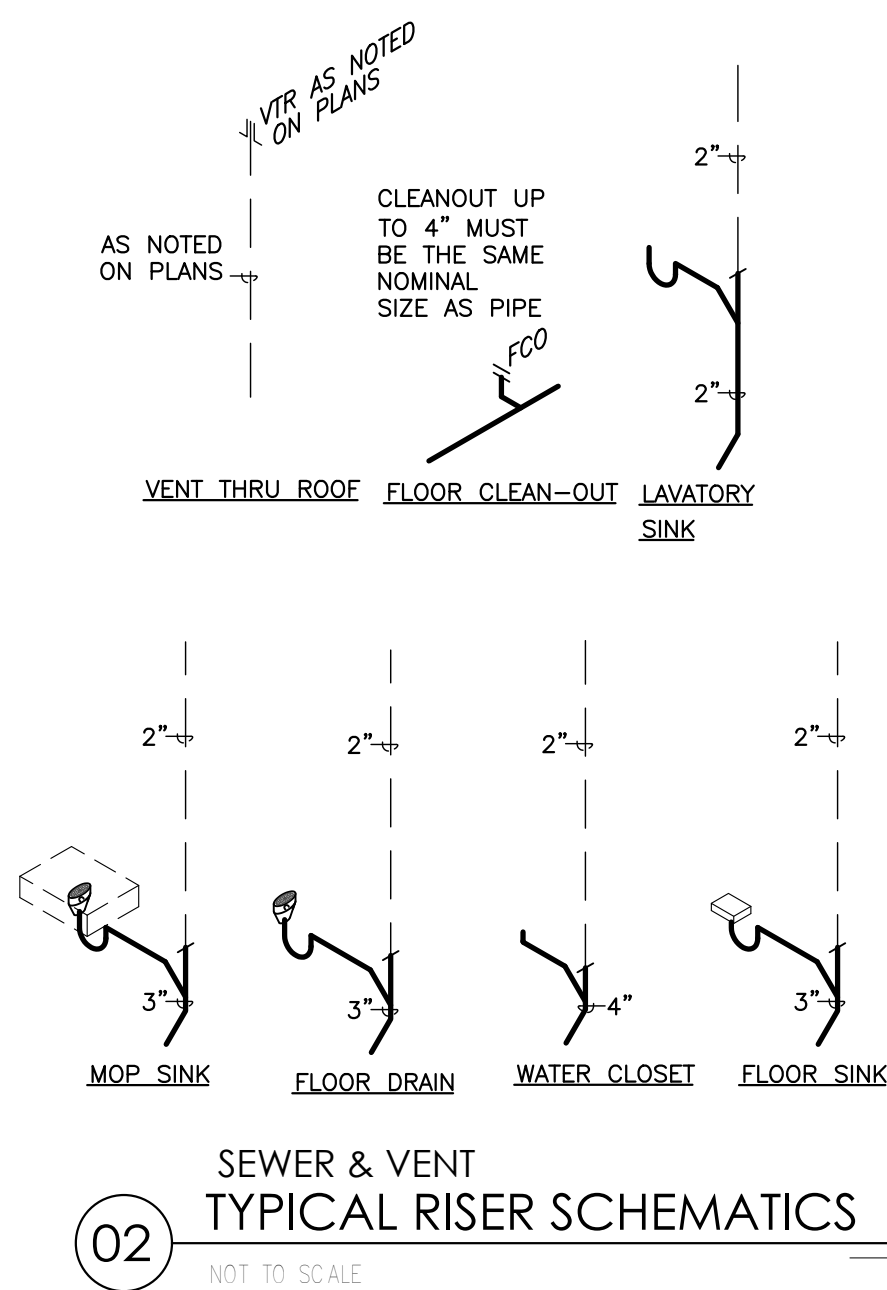 VTR AS NOTED
ON PLANS
AS NOTED
ON PLANS
CLEANOUT UP
TO 4” MUST
BE THE SAME
NOMINAL
SIZE AS PIPE
FCO
2”
2”
VENT THRU ROOF
FLOOR CLEAN-OUT
LAVATORY
SINK
2”
2”
2”
2”
3”
3”
4”
3”
MOP SINK
FLOOR DRAIN
WATER CLOSET
FLOOR SINK
SEWER & VENT
02
TYPICAL RISER SCHEMATICS
NOT TO SCALE